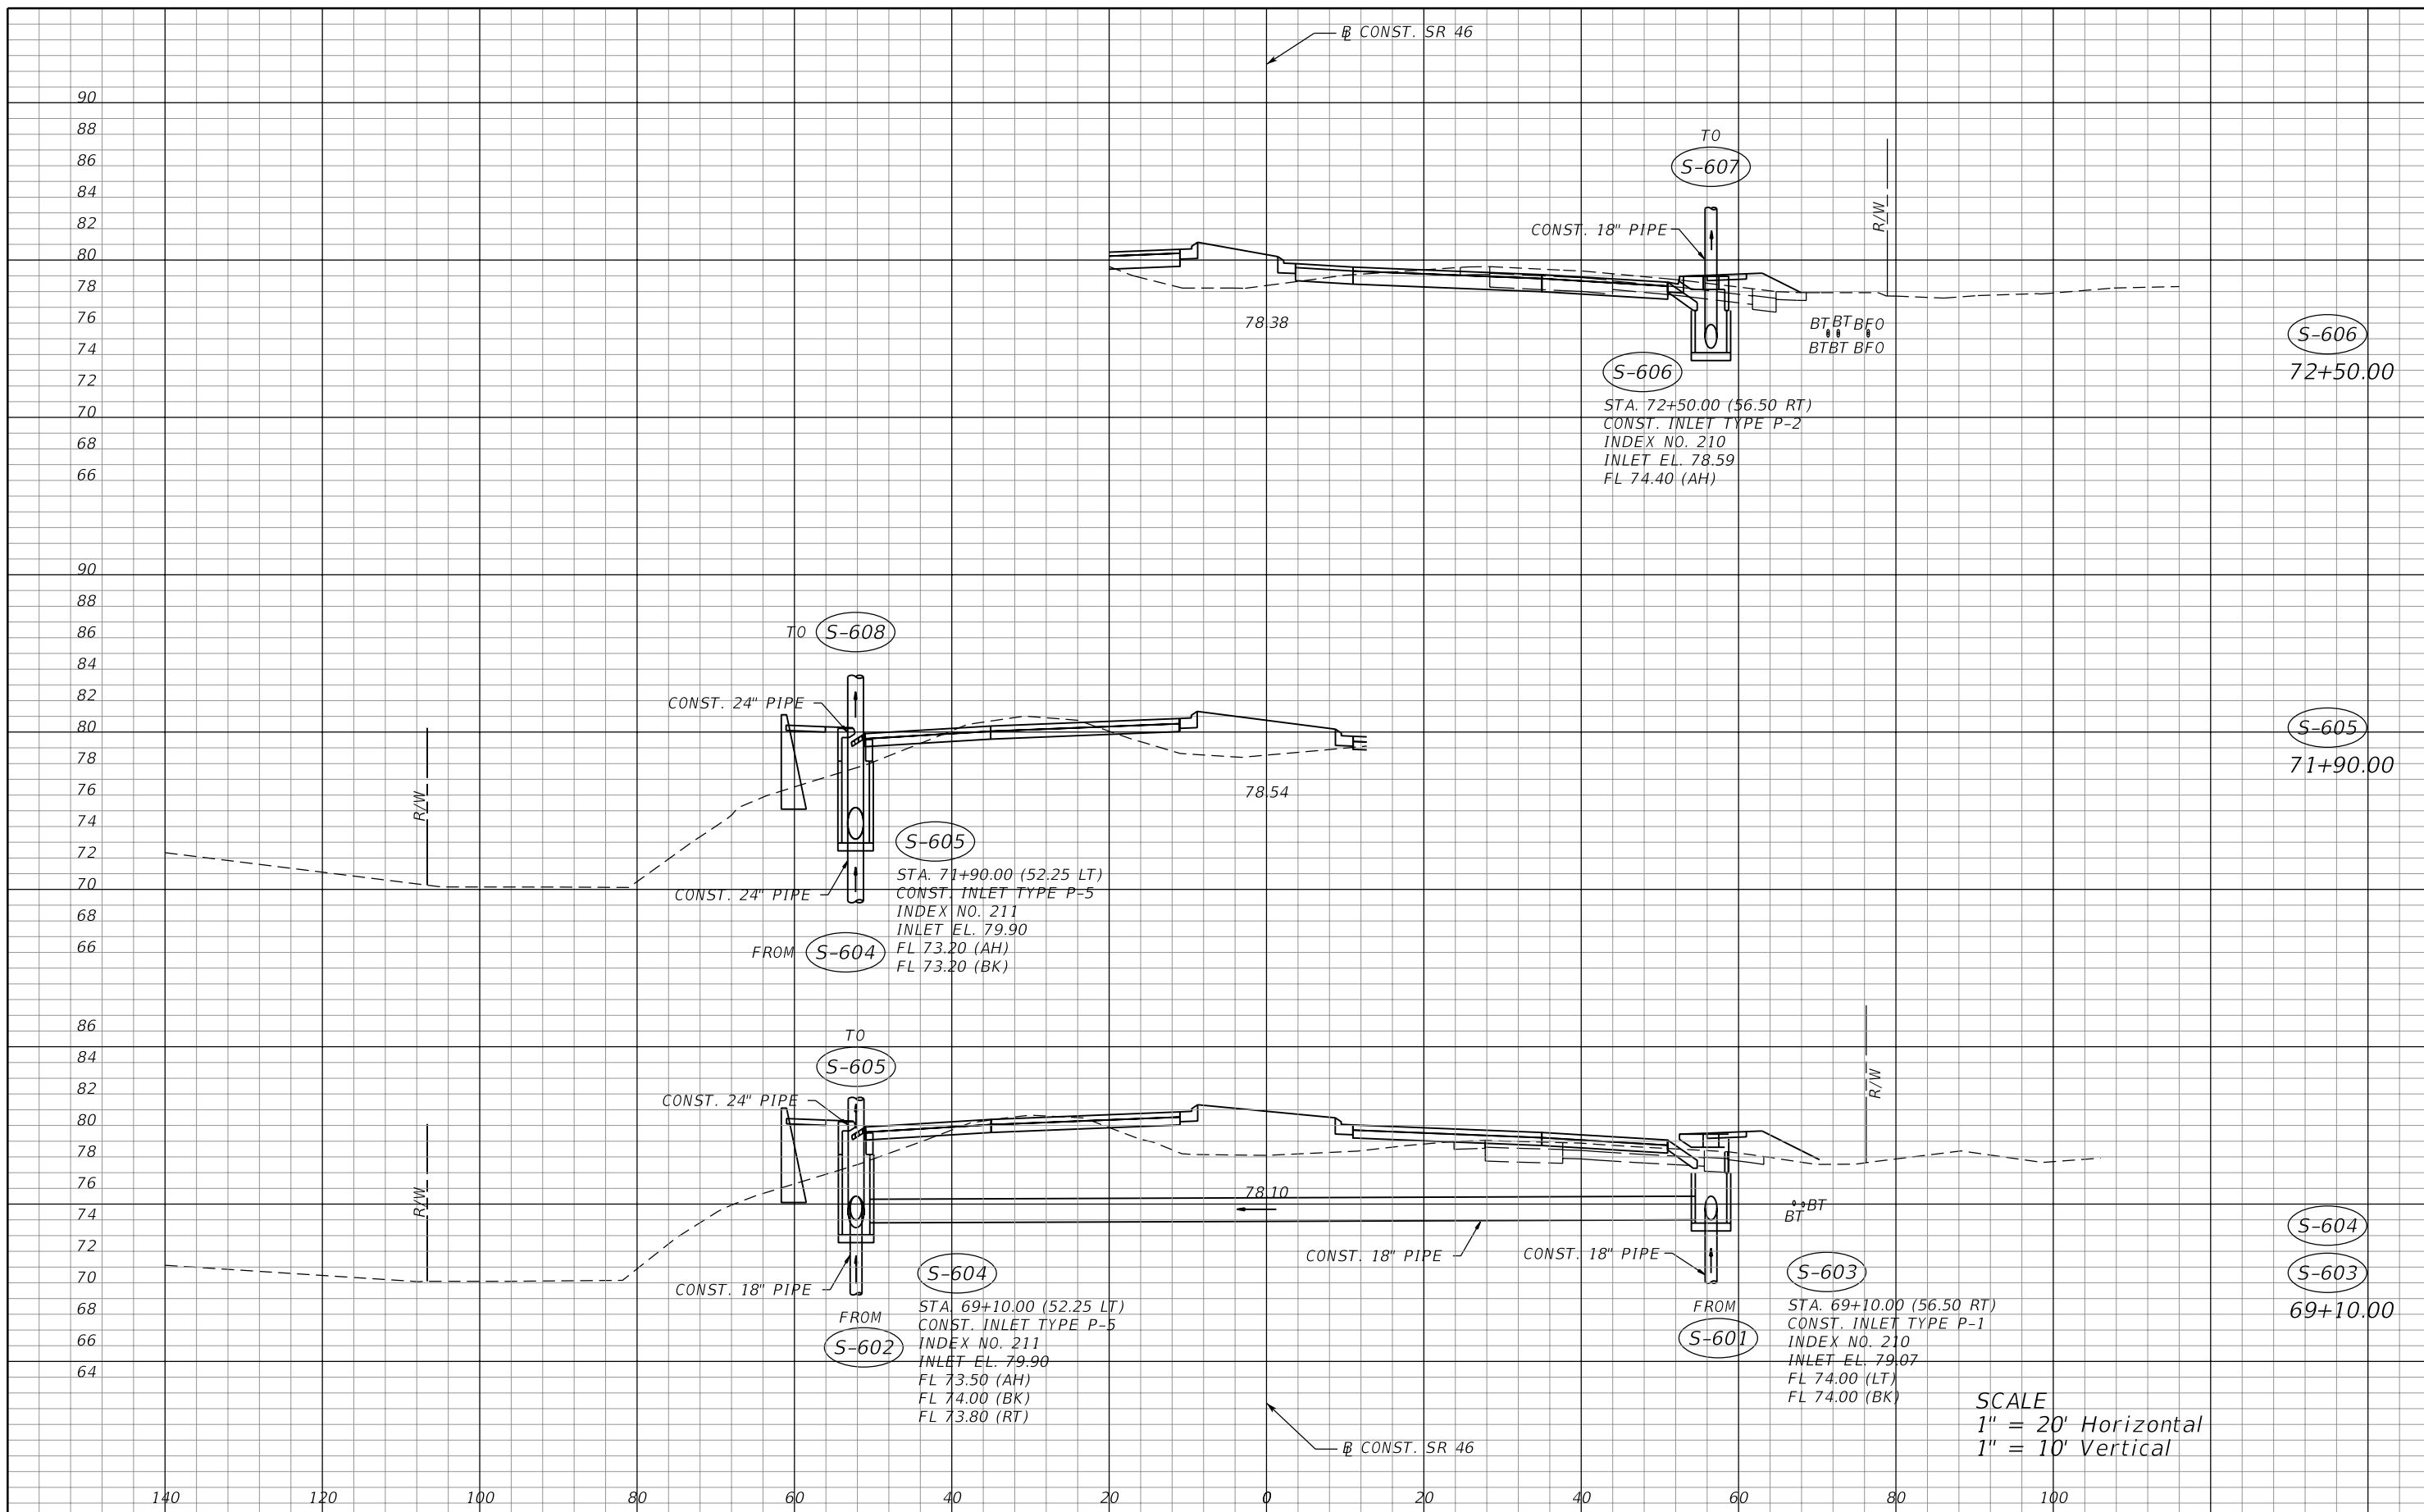 ℄ CONST. SR 46
90
88
86
84
82
80
78
76
74
72
70
68
66
TO
S-607
CONST. 18" PIPE
R/W
78.38
BT BT BFO
BTBT BFO
S-606
72+50.00
S-606
STA. 72+50.00 (56.50 RT)
CONST. INLET TYPE P-2
INDEX NO. 210
INLET EL. 78.59
FL 74.40 (AH)
90
88
86
84
82
80
78
76
74
72
70
68
66
TO S-608
CONST. 24" PIPE
R/W
78.54
S-605
71+90.00
S-605
STA. 71+90.00 (52.25 LT)
CONST. INLET TYPE P-5
INDEX NO. 211
INLET EL. 79.90
FL 73.20 (AH)
FL 73.20 (BK)
CONST. 24" PIPE
FROM S-604
86
84
82
80
78
76
74
72
70
68
66
64
TO
S-605
CONST. 24" PIPE
R/W
R/W
78.10
BT
BT
CONST. 18" PIPE
CONST. 18" PIPE
CONST. 18" PIPE
S-604
S-603
69+10.00
FROM
S-602
S-604
STA. 69+10.00 (52.25 LT)
CONST. INLET TYPE P-5
INDEX NO. 211
INLET EL. 79.90
FL 73.50 (AH)
FL 74.00 (BK)
FL 73.80 (RT)
FROM
S-601
S-603
STA. 69+10.00 (56.50 RT)
CONST. INLET TYPE P-1
INDEX NO. 210
INLET EL. 79.07
FL 74.00 (LT)
FL 74.00 (BK)
℄ CONST. SR 46
SCALE
1" = 20' Horizontal
1" = 10' Vertical
140 120 100 80 60 40 20 0 20 40 60 80 100